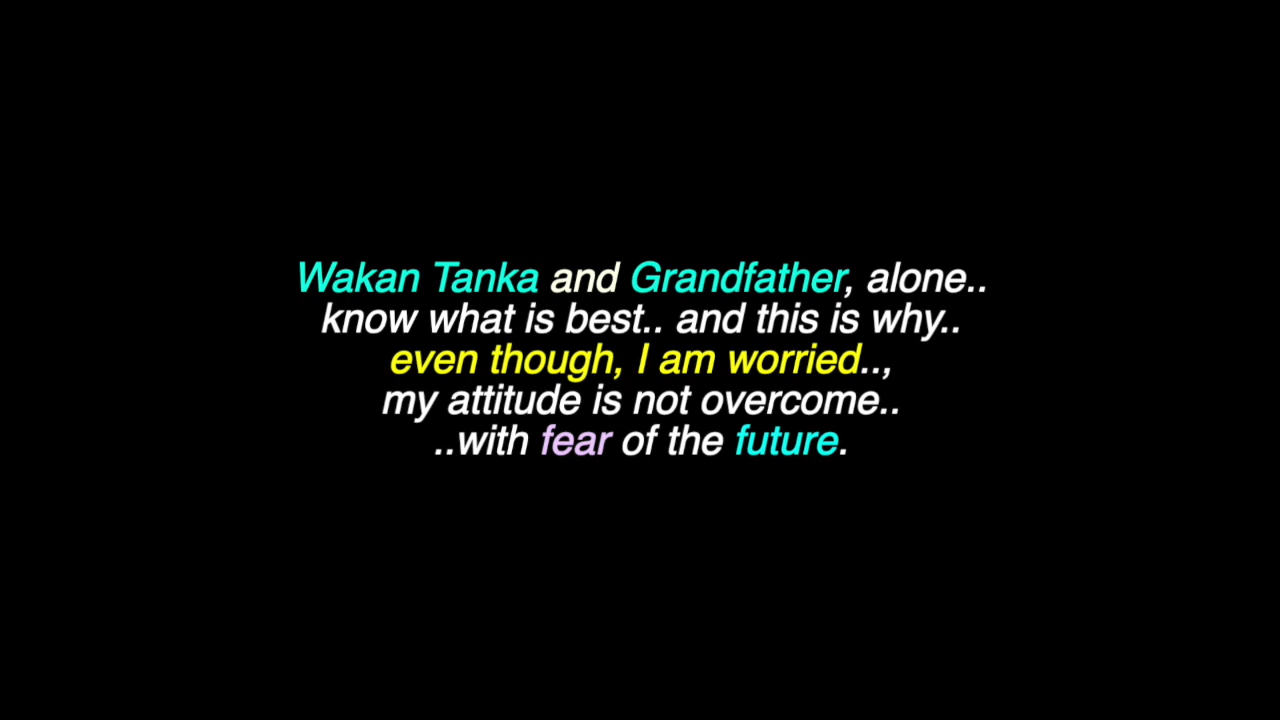 Wakan Tanka and Grandfather, alone..
know what is best.. and this is why..
even though, I am worried..,
my attitude is not overcome..
..with fear of the future.